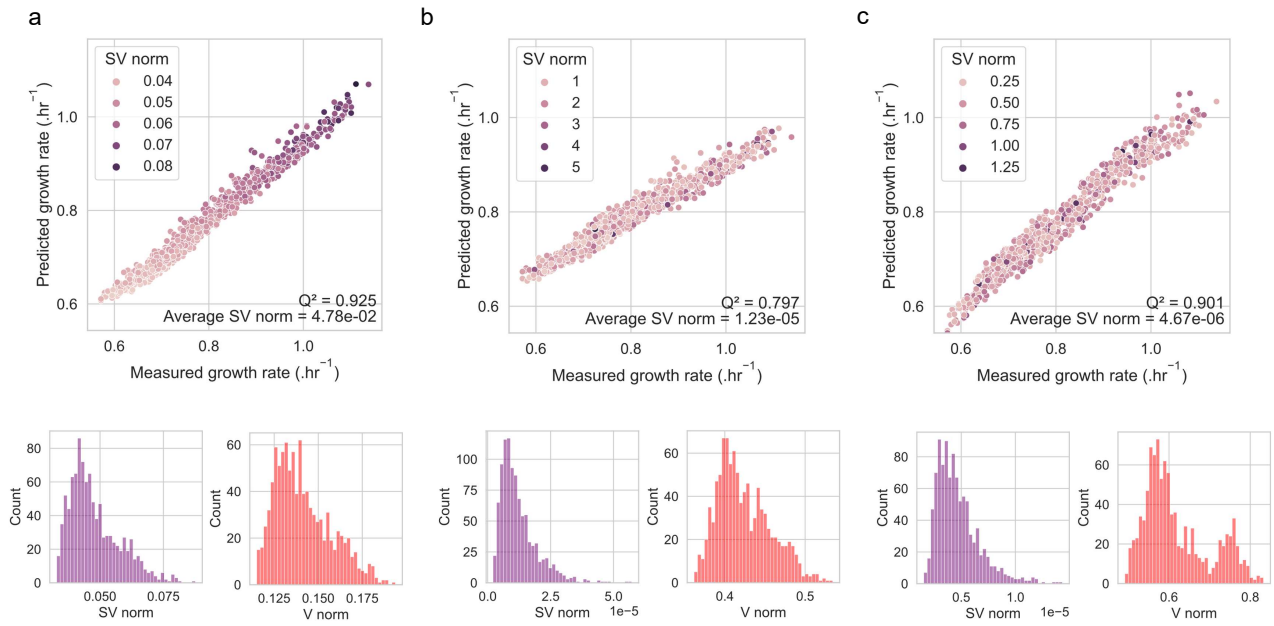 a
b
c
Predicted growth rate (.hr⁻¹)
1.0
0.8
0.6
SV norm
0.04
0.05
0.06
0.07
0.08
Q² = 0.925
Average SV norm = 4.78e-02
0.6 0.8 1.0
Measured growth rate (.hr⁻¹)
Predicted growth rate (.hr⁻¹)
1.0
0.8
0.6
SV norm
1
2
3
4
5
Q² = 0.797
Average SV norm = 1.23e-05
0.6 0.8 1.0
Measured growth rate (.hr⁻¹)
Predicted growth rate (.hr⁻¹)
1.0
0.8
0.6
SV norm
0.25
0.50
0.75
1.00
1.25
Q² = 0.901
Average SV norm = 4.67e-06
0.6 0.8 1.0
Measured growth rate (.hr⁻¹)
Count
80
60
40
20
0
0.050 0.075
SV norm
Count
60
40
20
0
0.125 0.150 0.175
V norm
Count
100
75
50
25
0
0.0 2.5 5.0
SV norm 1e-5
Count
60
40
20
0
0.4 0.5
V norm
Count
80
60
40
20
0
0.5 1.0
SV norm 1e-5
Count
60
40
20
0
0.6 0.8
V norm